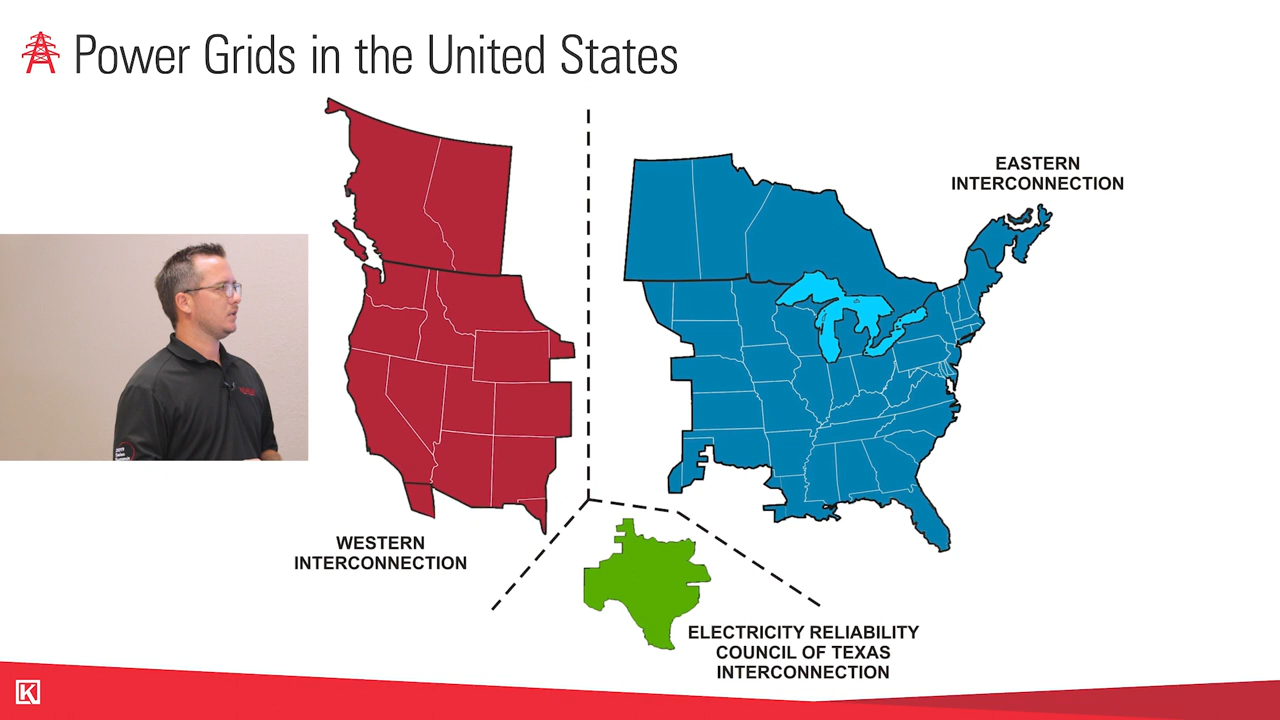 Power Grids in the United States
EASTERN
INTERCONNECTION
WESTERN
INTERCONNECTION
ELECTRICITY RELIABILITY
COUNCIL OF TEXAS
INTERCONNECTION
K